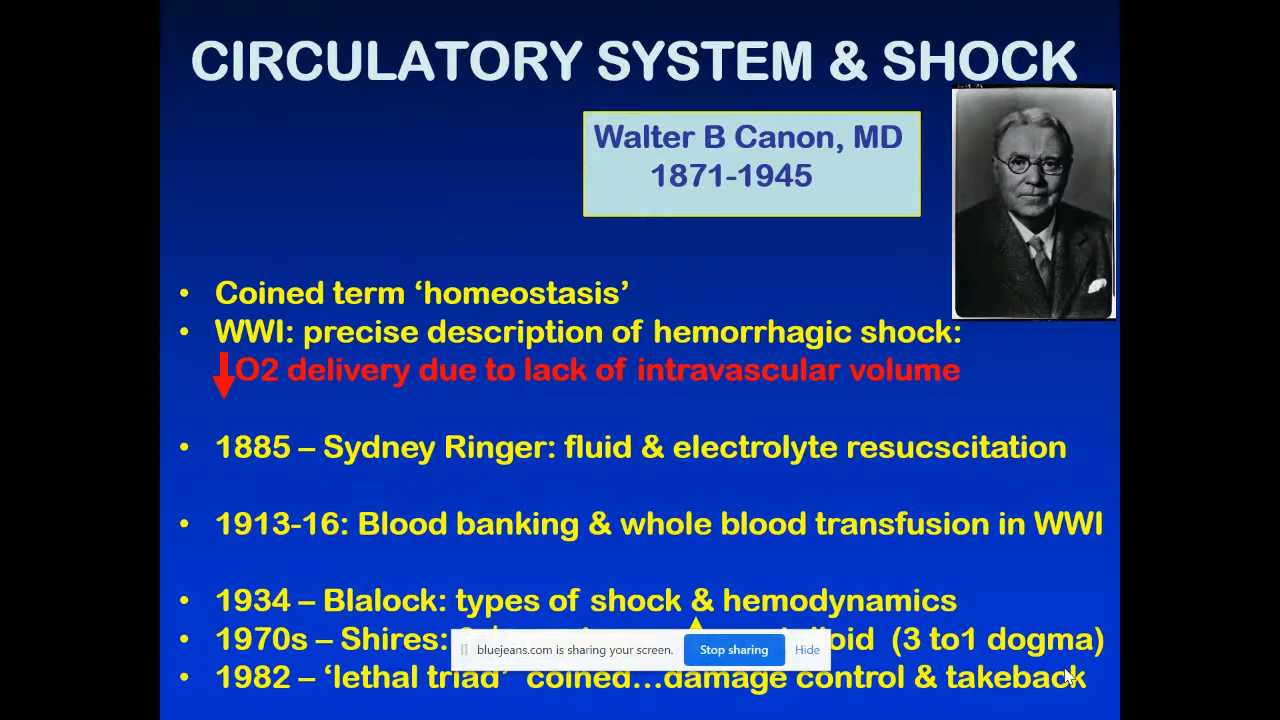 CIRCULATORY SYSTEM & SHOCK
Walter B Canon, MD
1871-1945
• Coined term ‘homeostasis’
• WWI: precise description of hemorrhagic shock:
O2 delivery due to lack of intravascular volume
• 1885 – Sydney Ringer: fluid & electrolyte resucscitation
• 1913-16: Blood banking & whole blood transfusion in WWI
• 1934 – Blalock: types of shock & hemodynamics
• 1970s – Shires: (3 to1 dogma)
bluejeans.com is sharing your screen. Stop sharing Hide
• 1982 – ‘lethal triad’ coined...damage control & takeback